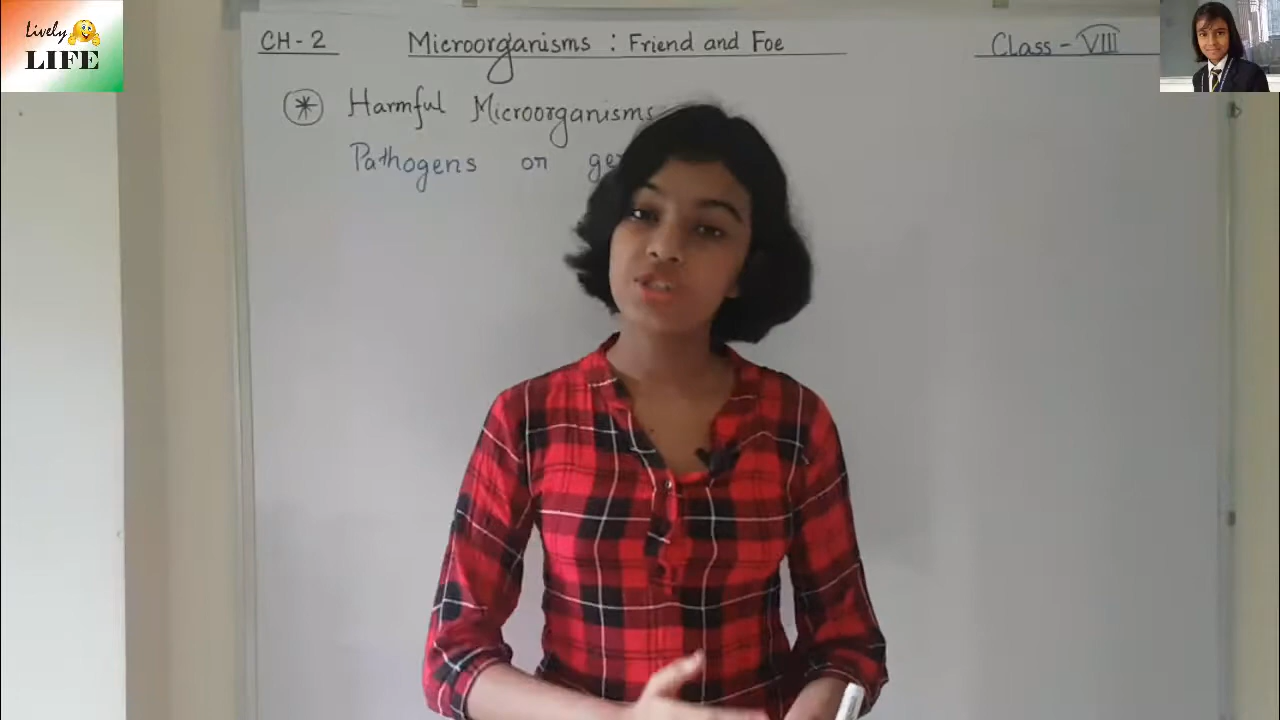 Lively
LIFE
CH-2 Microorganisms : Friend and Foe Class - VIII
Harmful Microorganisms
Pathogens or